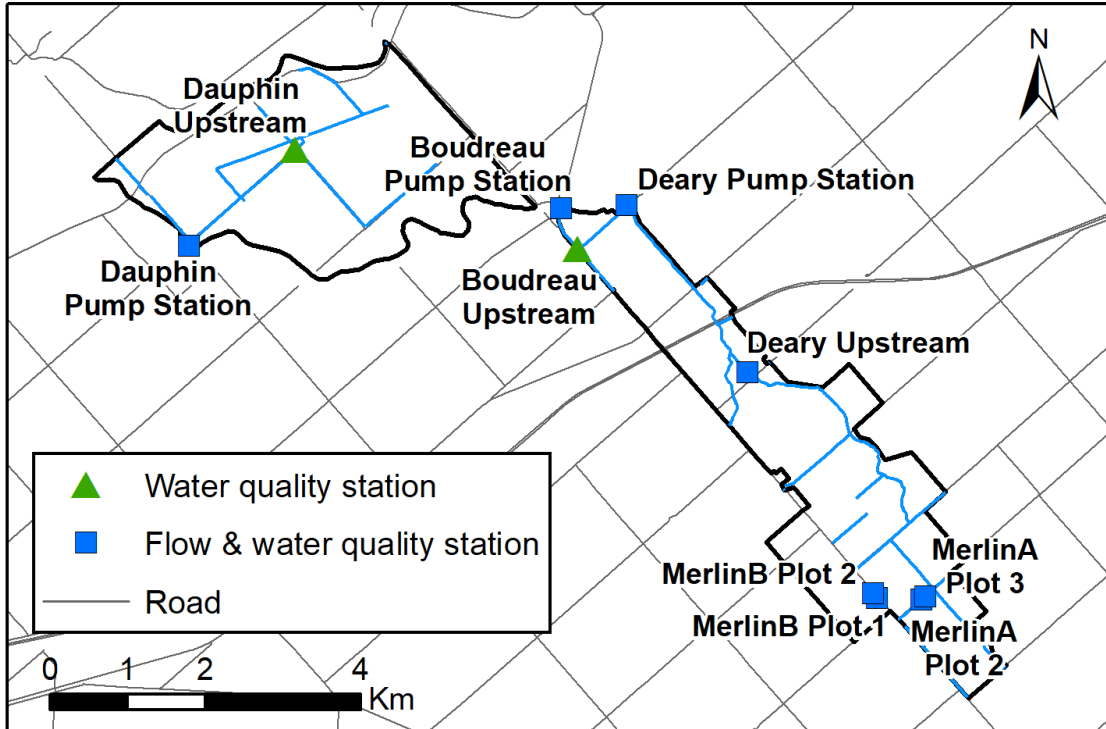 N
Dauphin
Upstream
Boudreau
Pump Station
Deary Pump Station
Dauphin
Pump Station
Boudreau
Upstream
Deary Upstream
MerlinB Plot 2
MerlinA
Plot 3
MerlinB Plot 1
MerlinA
Plot 2
Water quality station
Flow & water quality station
Road
0 1 2 4
Km